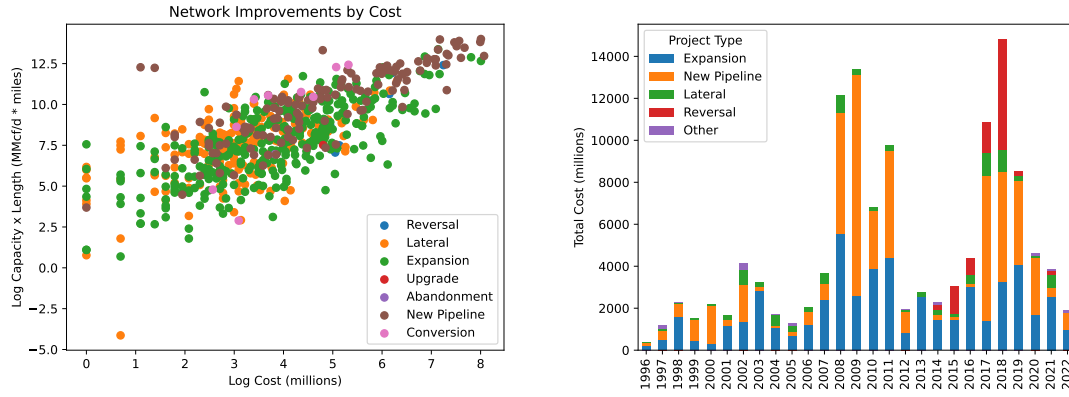 Network Improvements by Cost
Log Capacity x Length (MMcf/d * miles)
12.5
10.0
7.5
5.0
2.5
0.0
−2.5
−5.0
0 1 2 3 4 5 6 7 8
Log Cost (millions)
Reversal
Lateral
Expansion
Upgrade
Abandonment
New Pipeline
Conversion
Total Cost (millions)
14000
12000
10000
8000
6000
4000
2000
0
Project Type
Expansion
New Pipeline
Lateral
Reversal
Other
1996 1997 1998 1999 2000 2001 2002 2003 2004 2005 2006 2007 2008 2009 2010 2011 2012 2013 2014 2015 2016 2017 2018 2019 2020 2021 2022